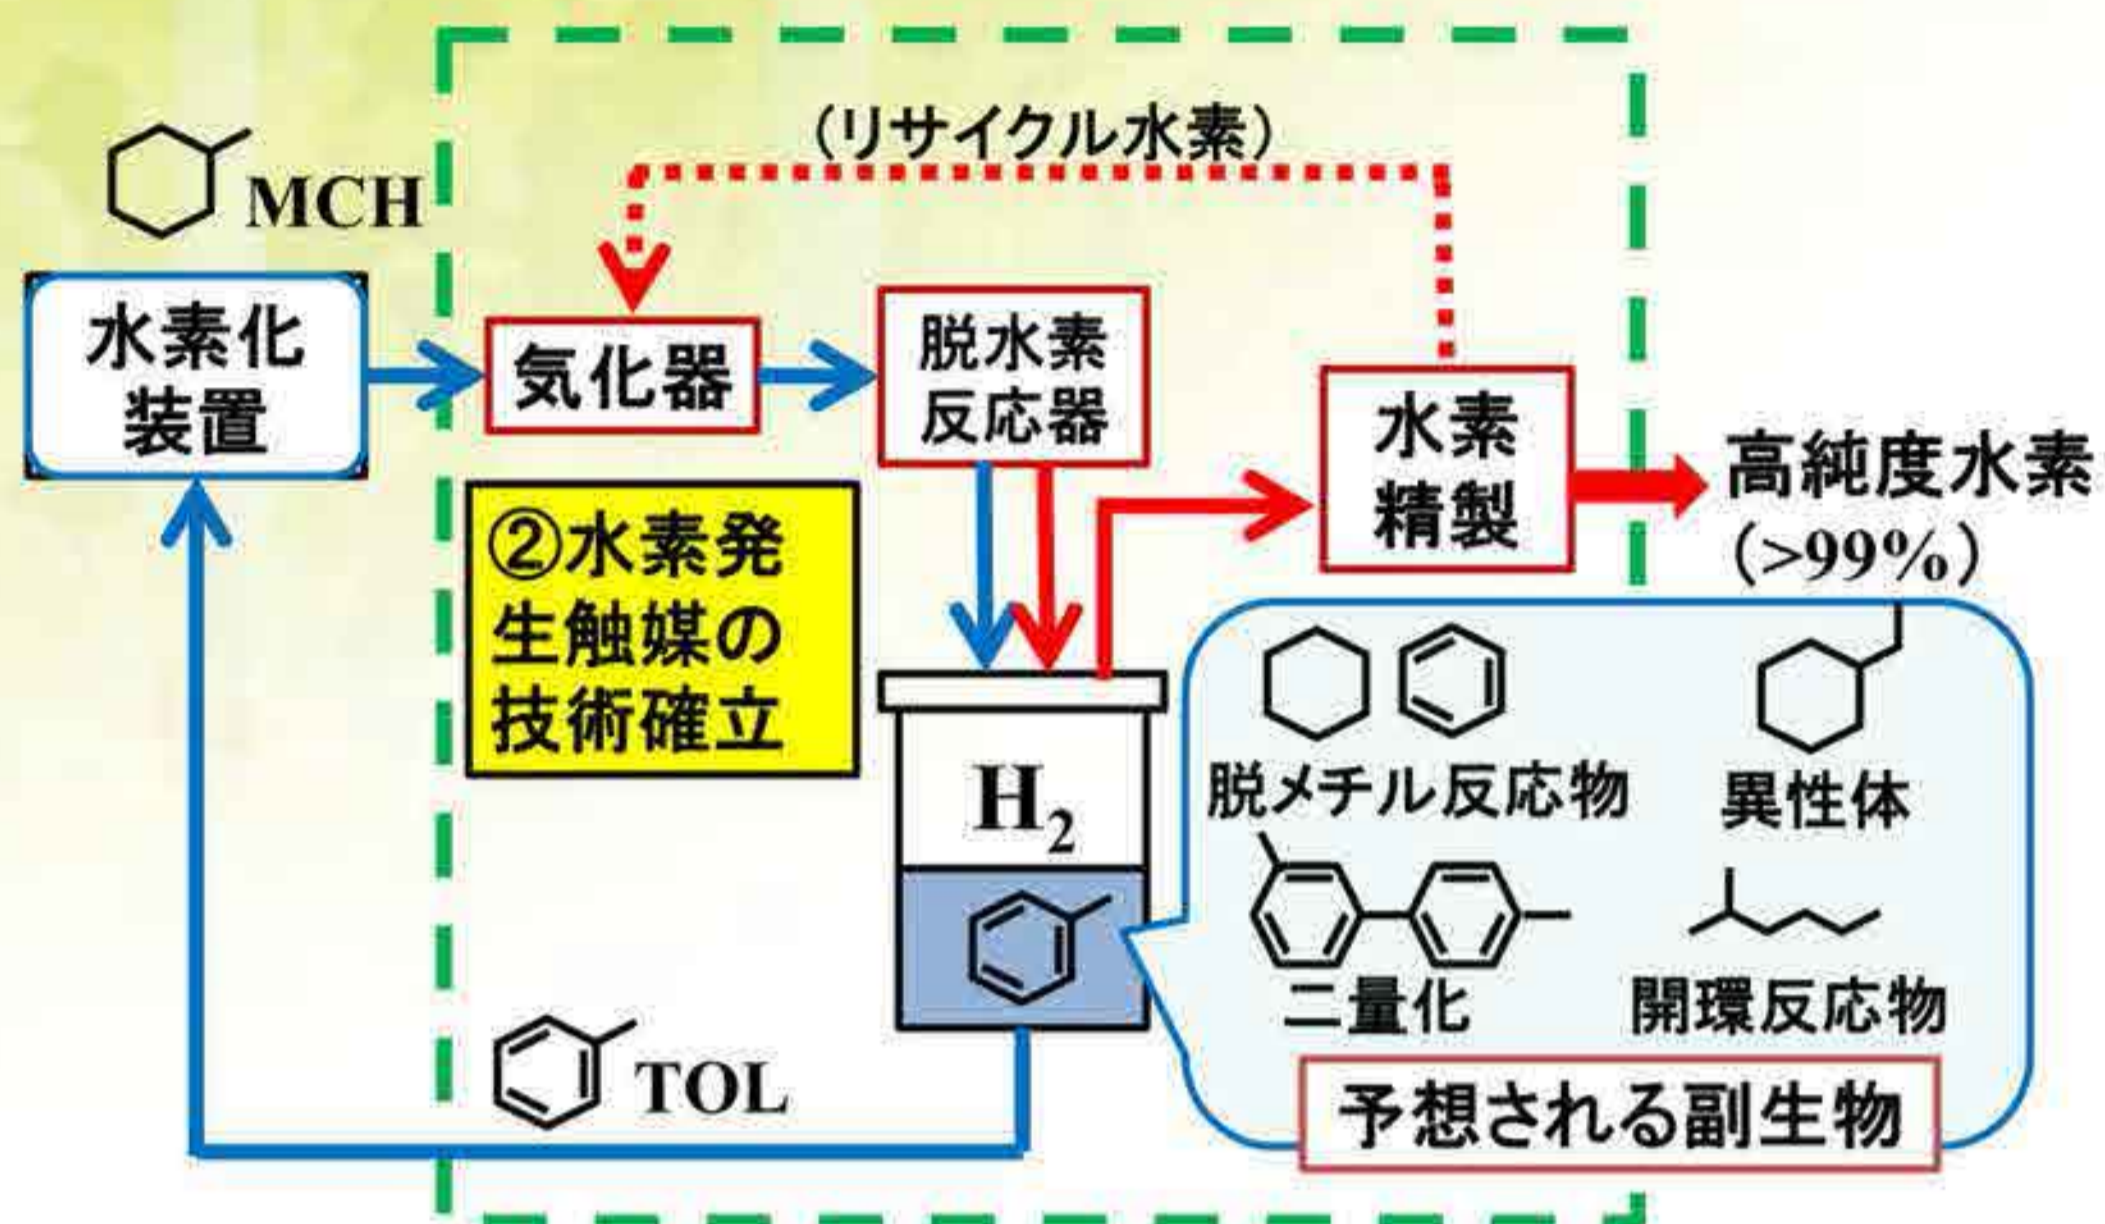 （リサイクル水素）
MCH
水素化
装置
気化器
脱水素
反応器
水素
精製
高純度水素
（>99%）
②水素発
生触媒の
技術確立
H₂
脱メチル反応物
異性体
二量化
開環反応物
TOL
予想される副生物